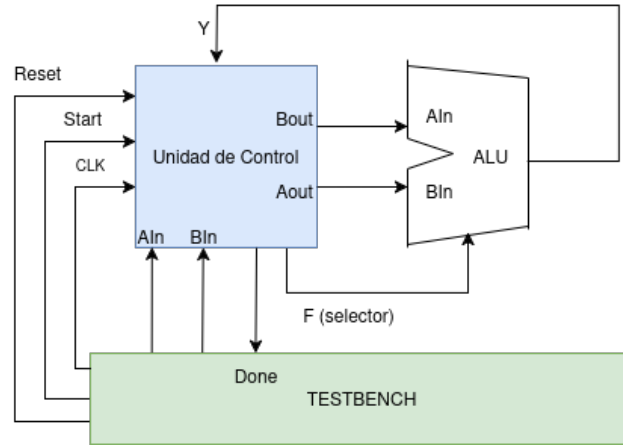 Y
Reset
Start
CLK
Bout
Unidad de Control
Aout
AIn
BIn
AIn
ALU
BIn
F (selector)
Done
TESTBENCH